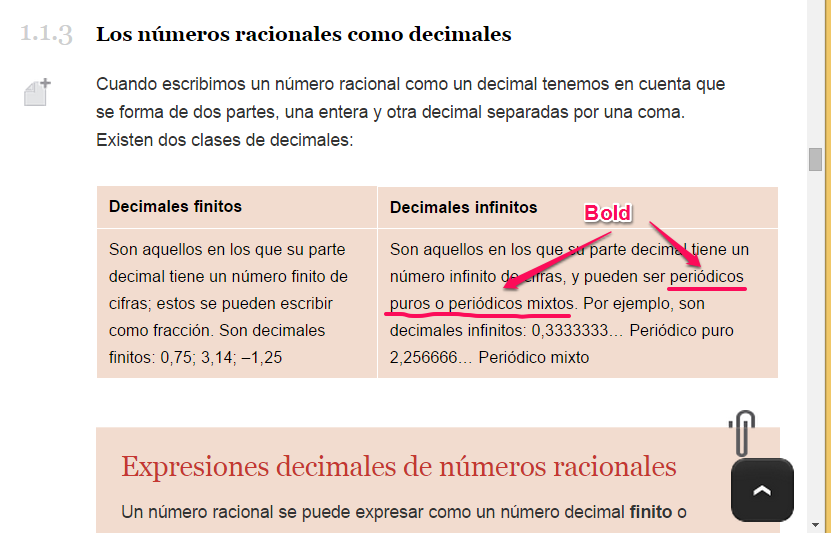 1.1.3 Los números racionales como decimales
Cuando escribimos un número racional como un decimal tenemos en cuenta que
se forma de dos partes, una entera y otra decimal separadas por una coma.
Existen dos clases de decimales:
Decimales finitos
Son aquellos en los que su parte
decimal tiene un número finito de
cifras; estos se pueden escribir
como fracción. Son decimales
finitos: 0,75; 3,14; –1,25
Decimales infinitos
Bold
Son aquellos en los que su parte decimal tiene un
número infinito de cifras, y pueden ser periódicos
puros o periódicos mixtos. Por ejemplo, son
decimales infinitos: 0,3333333… Periódico puro
2,256666… Periódico mixto
Expresiones decimales de números racionales
Un número racional se puede expresar como un número decimal finito o